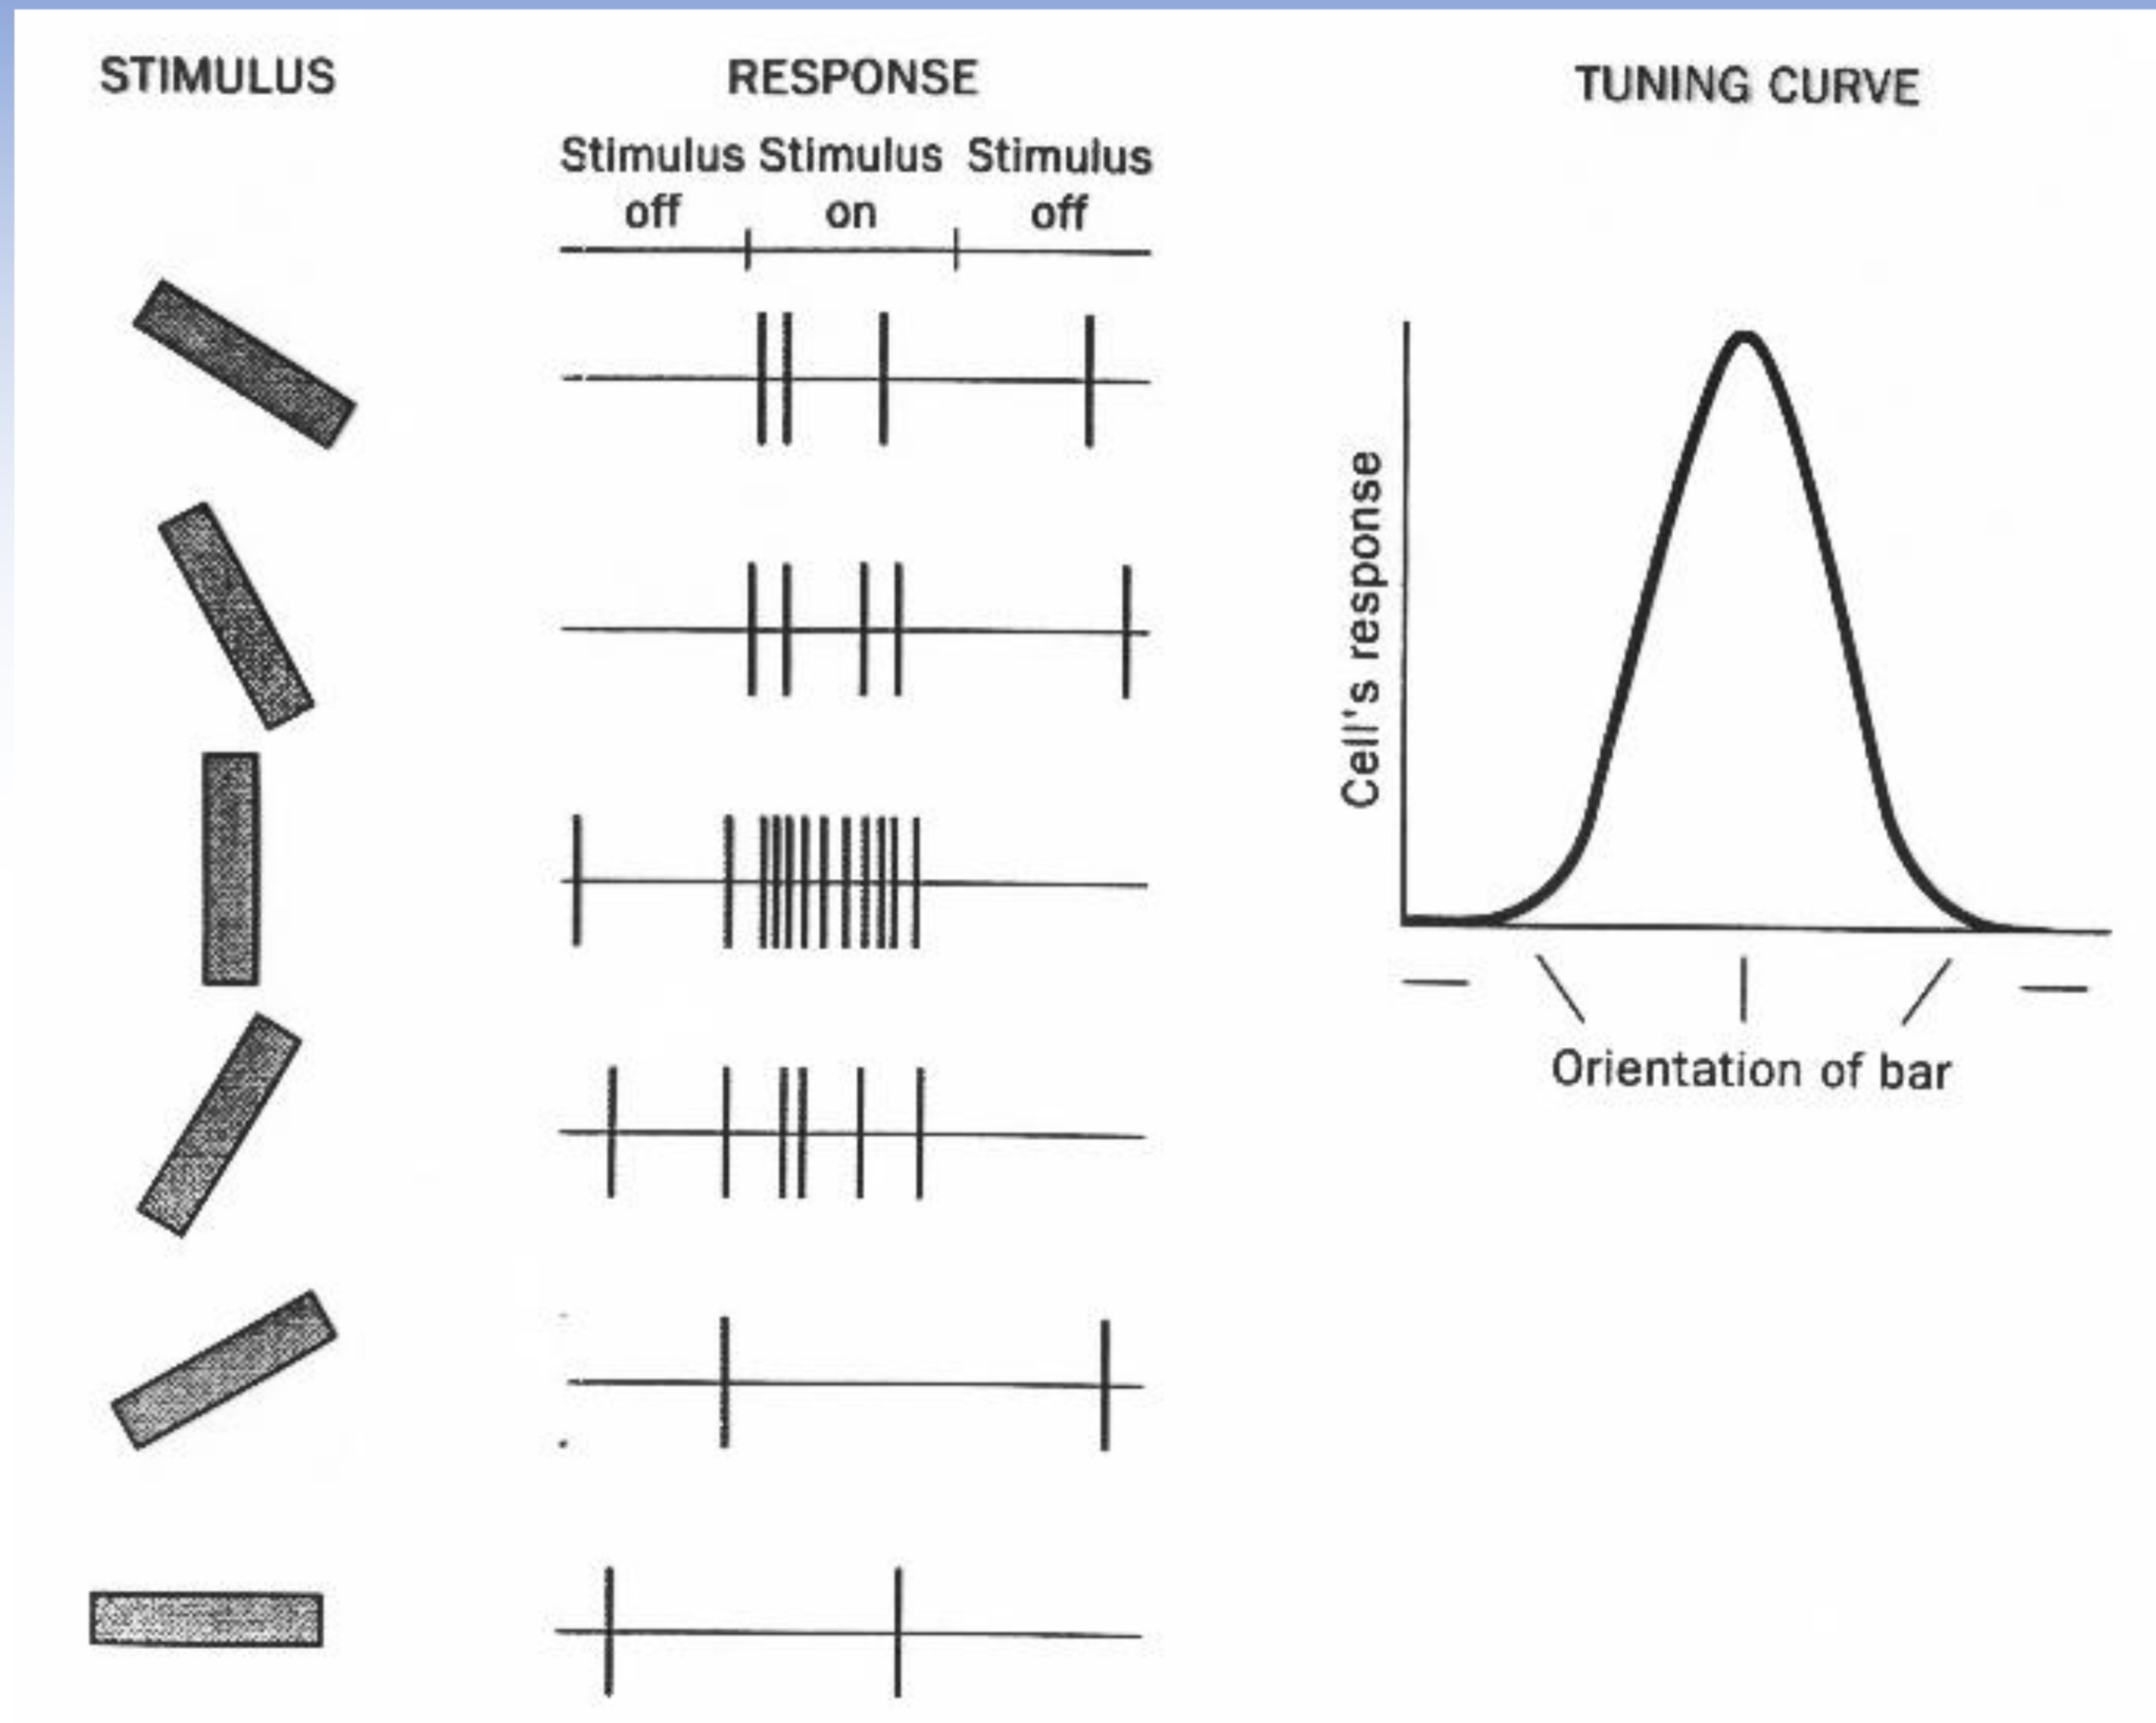 STIMULUS
RESPONSE
TUNING CURVE
Stimulus Stimulus Stimulus
off on off
Cell's response
Orientation of bar